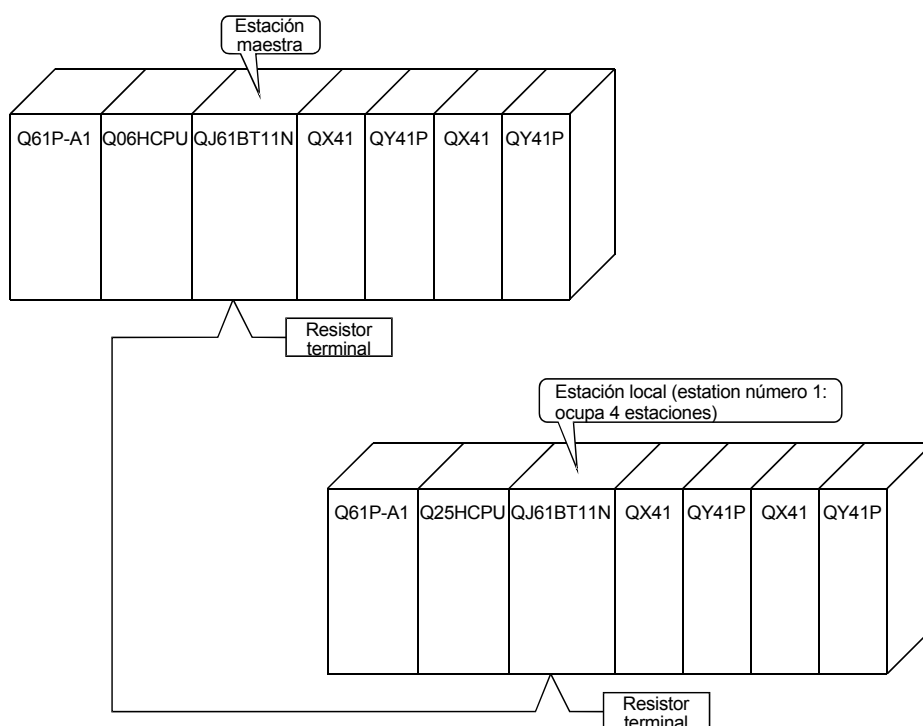 Estación
maestra
Q61P-A1 Q06HCPU QJ61BT11N QX41 QY41P QX41 QY41P
Resistor
terminal
Estación local (estation número 1:
ocupa 4 estaciones)
Q61P-A1 Q25HCPU QJ61BT11N QX41 QY41P QX41 QY41P
Resistor
terminal